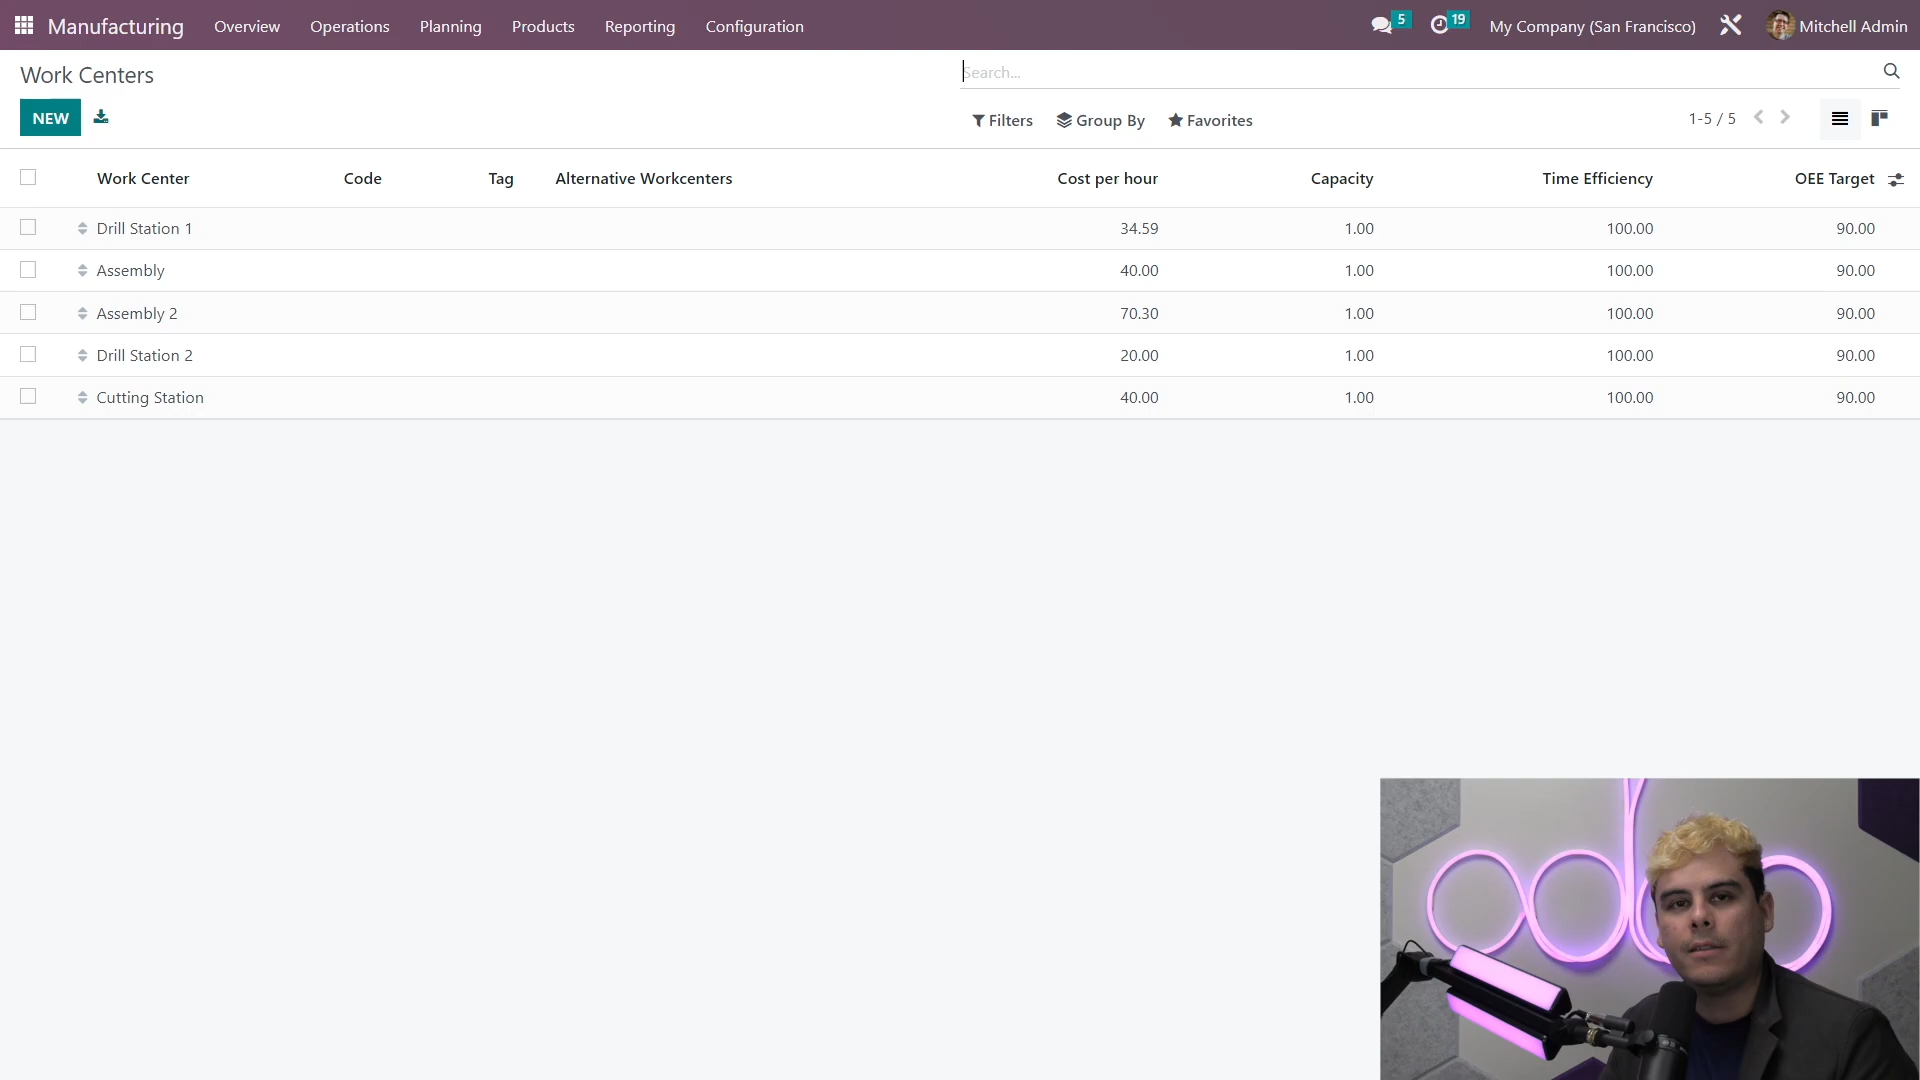 Manufacturing Overview Operations Planning Products Reporting Configuration 5 19 My Company (San Francisco) Mitchell Admin
Work Centers Search...
NEW Filters Group By Favorites 1-5 / 5
Work Center Code Tag Alternative Workcenters Cost per hour Capacity Time Efficiency OEE Target
Drill Station 1 34.59 1.00 100.00 90.00
Assembly 40.00 1.00 100.00 90.00
Assembly 2 70.30 1.00 100.00 90.00
Drill Station 2 20.00 1.00 100.00 90.00
Cutting Station 40.00 1.00 100.00 90.00
odoo